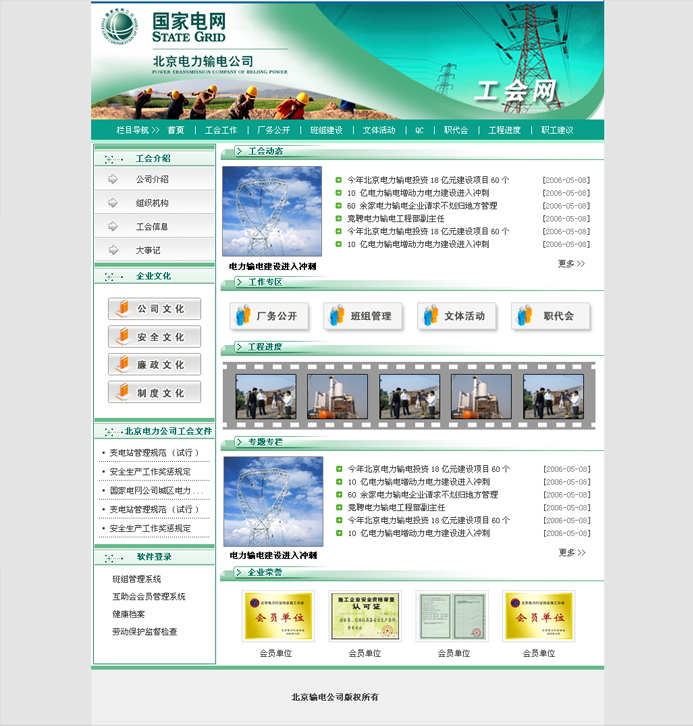 国家电网
STATE GRID
北京电力输电公司
POWER TRANSMISSION COMPANY OF BEIJING POWER
工会网
栏目导航 >> 首页 | 工会工作 | 厂务公开 | 班组建设 | 文体活动 | QC | 职代会 | 工程进度 | 职工建议
工会介绍
公司介绍
组织机构
工会信息
大事记
企业文化
公司文化
安全文化
廉政文化
制度文化
北京电力公司工会文件
• 变电站管理规范（试行）
• 安全生产工作奖惩规定
• 国家电网公司城区电力...
• 变电站管理规范（试行）
• 安全生产工作奖惩规定
软件登录
班组管理系统
互助会会员管理系统
健康档案
劳动保护监督检查
工会动态
今年北京电力输电投资 18 亿元建设项目 60 个 [2006-05-08]
10 亿电力输电增动力电力建设进入冲刺 [2006-05-08]
60 余家电力输电企业请求不划归地方管理 [2006-05-08]
竞聘电力输电工程部副主任 [2006-05-08]
今年北京电力输电投资 18 亿元建设项目 60 个 [2006-05-08]
10 亿电力输电增动力电力建设进入冲刺 [2006-05-08]
电力输电建设进入冲刺
更多 >>
工作专区
厂务公开
班组管理
文体活动
职代会
工程进度
专题专栏
今年北京电力输电投资 18 亿元建设项目 60 个 [2006-05-08]
10 亿电力输电增动力电力建设进入冲刺 [2006-05-08]
60 余家电力输电企业请求不划归地方管理 [2006-05-08]
竞聘电力输电工程部副主任 [2006-05-08]
今年北京电力输电投资 18 亿元建设项目 60 个 [2006-05-08]
10 亿电力输电增动力电力建设进入冲刺 [2006-05-08]
电力输电建设进入冲刺
更多 >>
企业荣誉
会员单位
施工企业安全资格审查
认可证
会员单位
会员单位 会员单位 会员单位 会员单位
北京输电公司版权所有